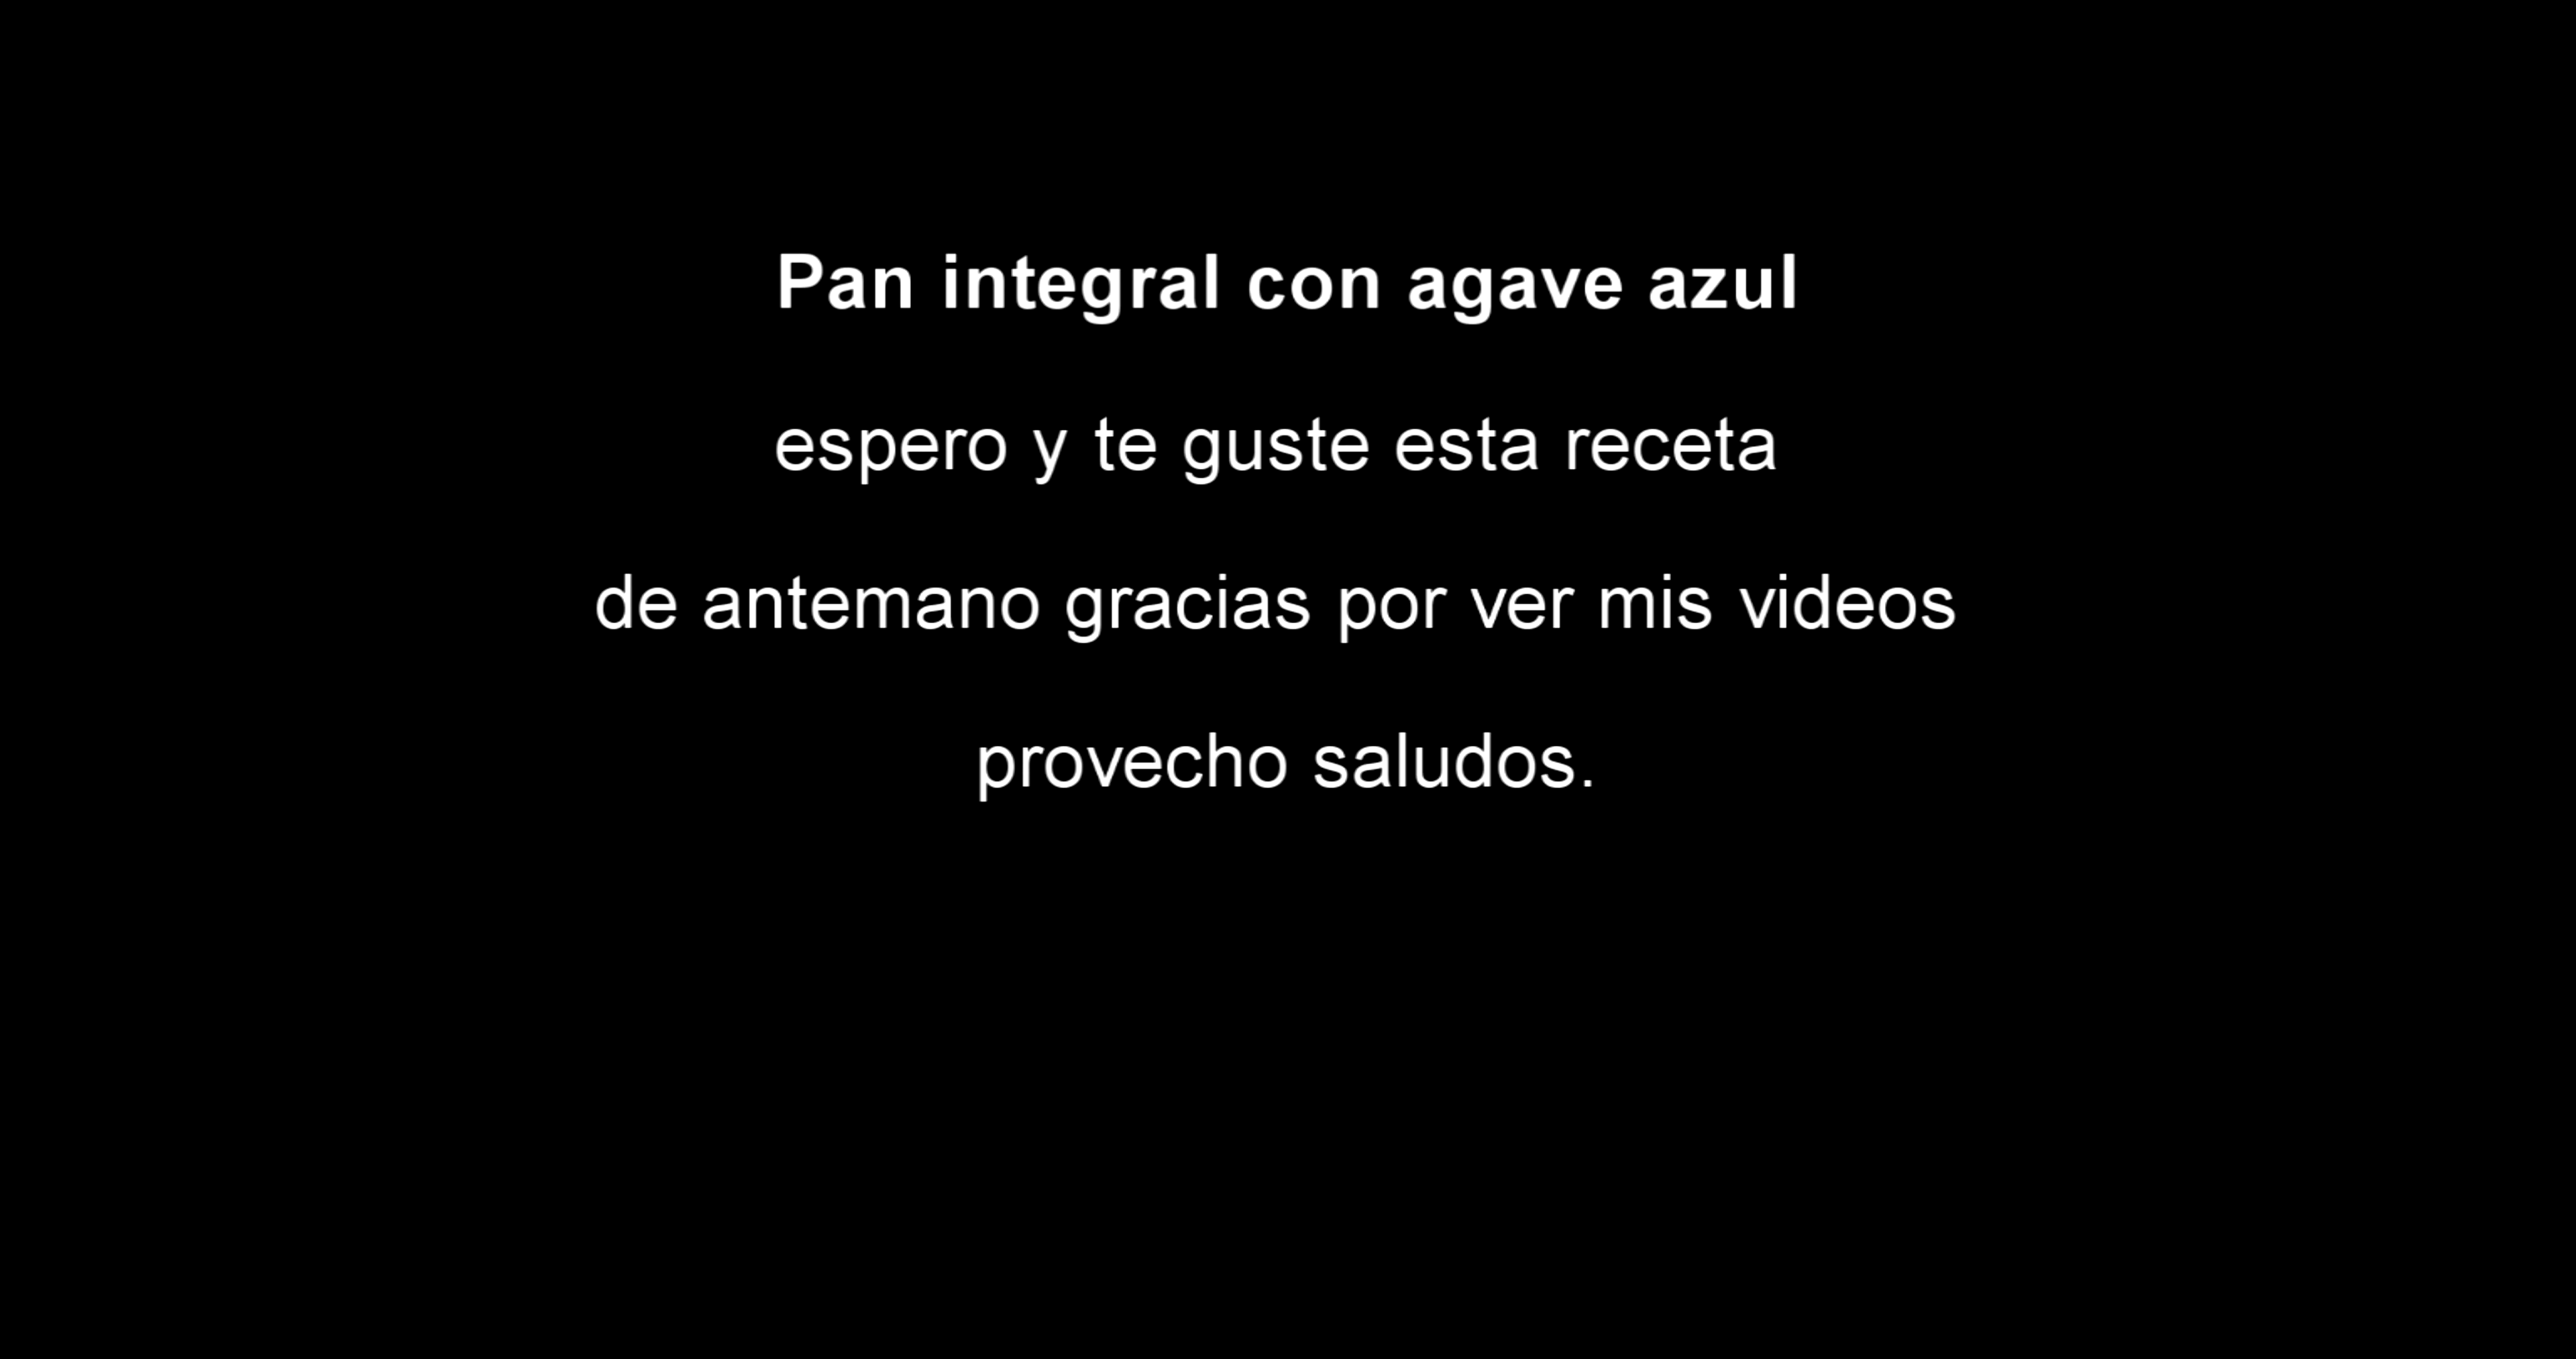 Pan integral con agave azul
espero y te guste esta receta
de antemano gracias por ver mis videos
provecho saludos.